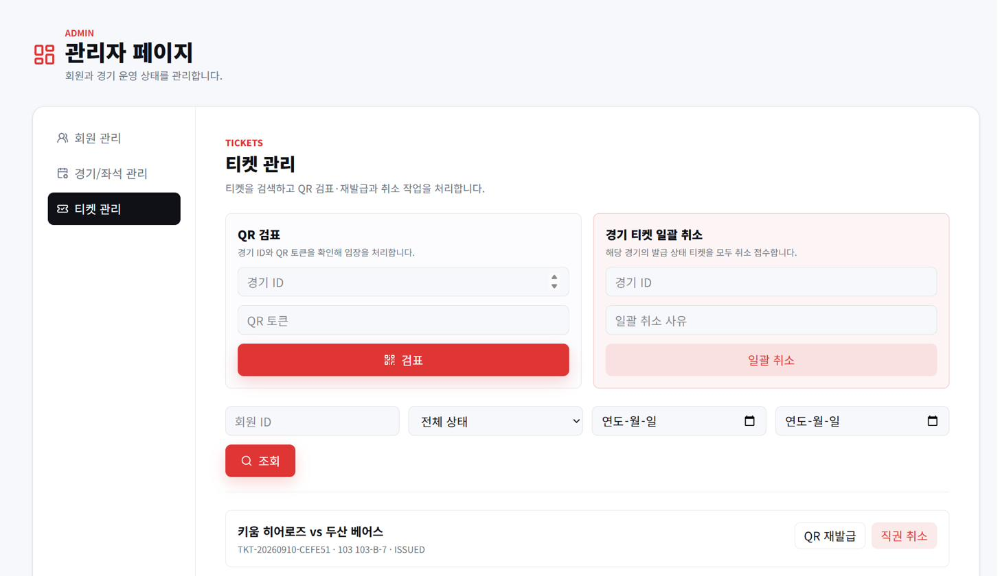 ADMIN
관리자 페이지
회원과 경기 운영 상태를 관리합니다.
회원 관리
경기/좌석 관리
티켓 관리
TICKETS
티켓 관리
티켓을 검색하고 QR 검표·재발급과 취소 작업을 처리합니다.
QR 검표
경기 ID와 QR 토큰을 확인해 입장을 처리합니다.
경기 ID
QR 토큰
검표
경기 티켓 일괄 취소
해당 경기의 발급 상태 티켓을 모두 취소 접수합니다.
경기 ID
일괄 취소 사유
일괄 취소
회원 ID
전체 상태
연도-월-일
연도-월-일
조회
키움 히어로즈 vs 두산 베어스
TKT-20260910-CEFE51 · 103 103-B-7 · ISSUED
QR 재발급
직권 취소